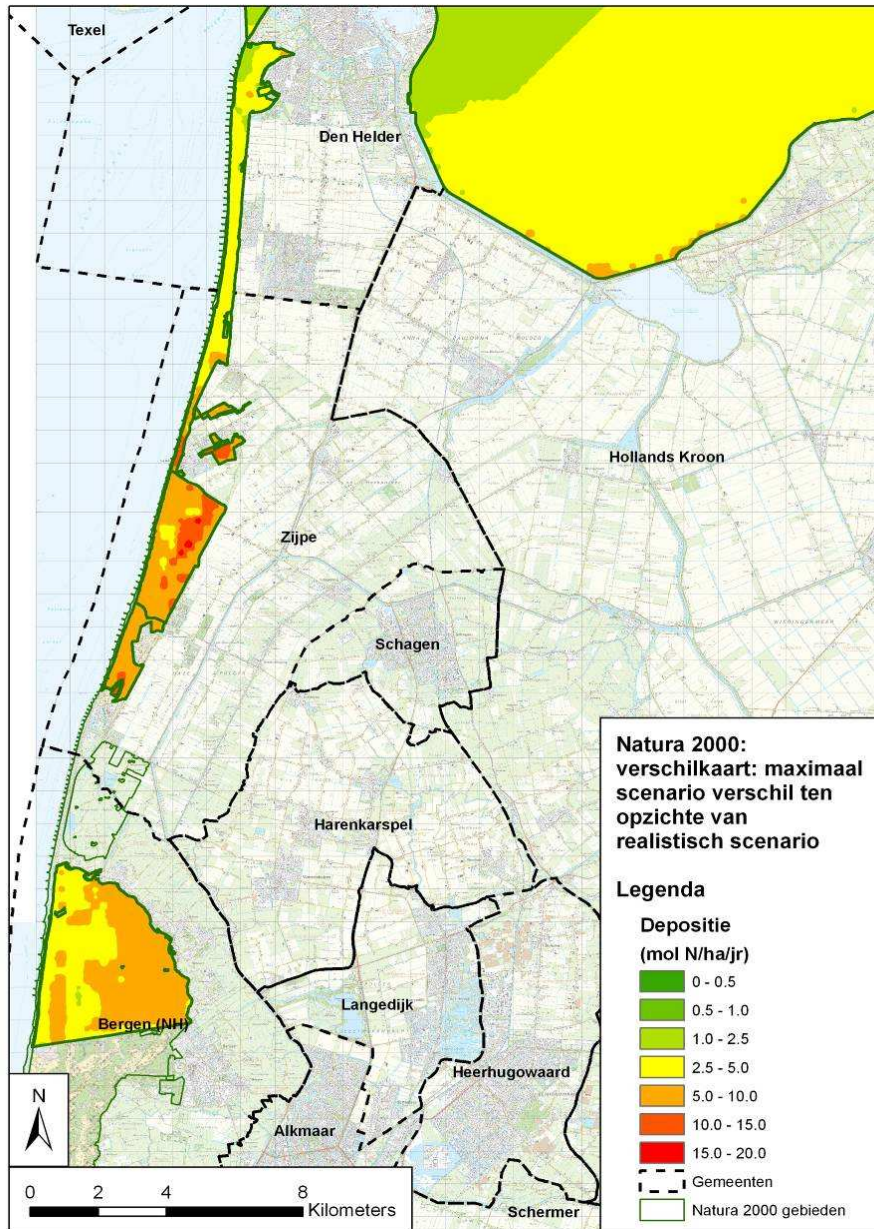 Texel
Den Helder
Hollands Kroon
Zijpe
Schagen
Harenkarspel
Langedijk
Bergen (NH)
Heerhugowaard
Alkmaar
Schermer
Natura 2000:
verschilkaart: maximaal
scenario verschil ten
opzichte van
realistisch scenario
Legenda
Depositie
(mol N/ha/jr)
0 - 0.5
0.5 - 1.0
1.0 - 2.5
2.5 - 5.0
5.0 - 10.0
10.0 - 15.0
15.0 - 20.0
Gemeenten
Natura 2000 gebieden
N
0 2 4 8
Kilometers